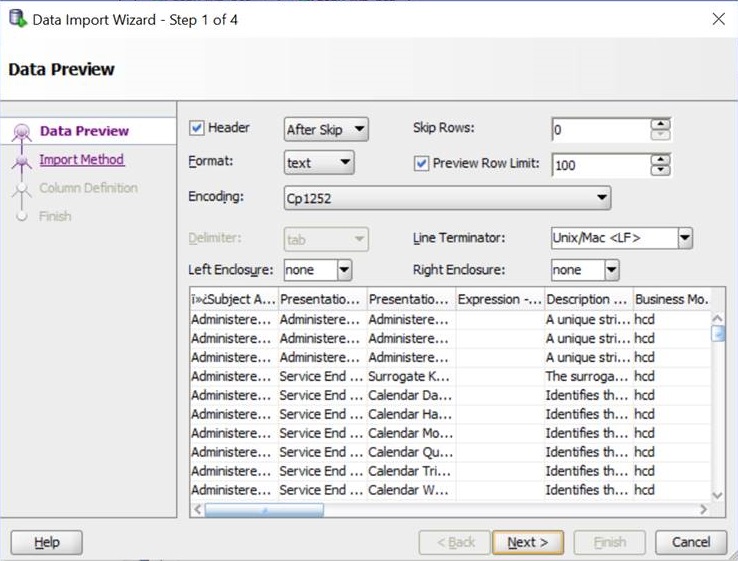 Data Import Wizard - Step 1 of 4
Data Preview
Data Preview
Import Method
Column Definition
Finish
Header After Skip Skip Rows: 0
Format: text Preview Row Limit: 100
Encoding: Cp1252
Delimiter: tab Line Terminator: Unix/Mac <LF>
Left Enclosure: none Right Enclosure: none
ï»¿Subject A... Presentatio... Presentatio... Expression -... Description ... Business Mo.
Administere... Administere... Administere... A unique stri... hcd
Administere... Administere... Administere... A unique stri... hcd
Administere... Administere... Administere... A unique stri... hcd
Administere... Service End ... Surrogate K... The surroga... hcd
Administere... Service End ... Calendar Da... Identifies th... hcd
Administere... Service End ... Calendar Ha... Identifies th... hcd
Administere... Service End ... Calendar Mo... Identifies th... hcd
Administere... Service End ... Calendar Qu... Identifies th... hcd
Administere... Service End ... Calendar Tri... Identifies th... hcd
Administere... Service End ... Calendar W... Identifies th... hcd
Help < Back Next > Finish Cancel